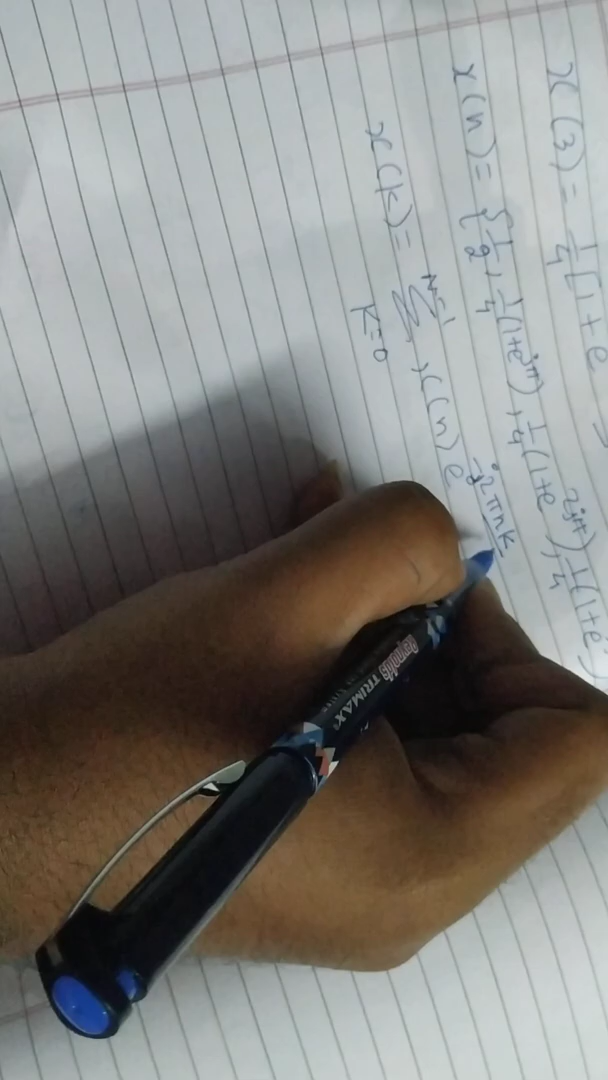 x(3) = 1/4 [1+e
x(n) = {1/2, 1/4(1+e^jπ), 1/4(1+e^2jπ), 1/4(1+e
x(k) = N-1 Σ K=0 x(n) e^-j2πnk
Reynolds TRIMAX